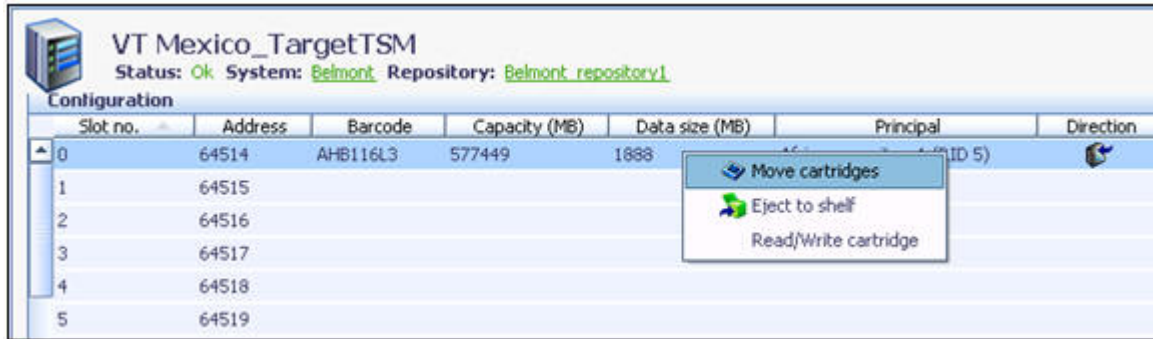 VT Mexico_TargetTSM
Status: Ok System: Belmont Repository: Belmont_repository1
Configuration
Slot no. Address Barcode Capacity (MB) Data size (MB) Principal Direction
0 64514 AHB116L3 577449 1888 5)
Move cartridges
1 64515
Eject to shelf
2 64516
Read/Write cartridge
3 64517
4 64518
5 64519